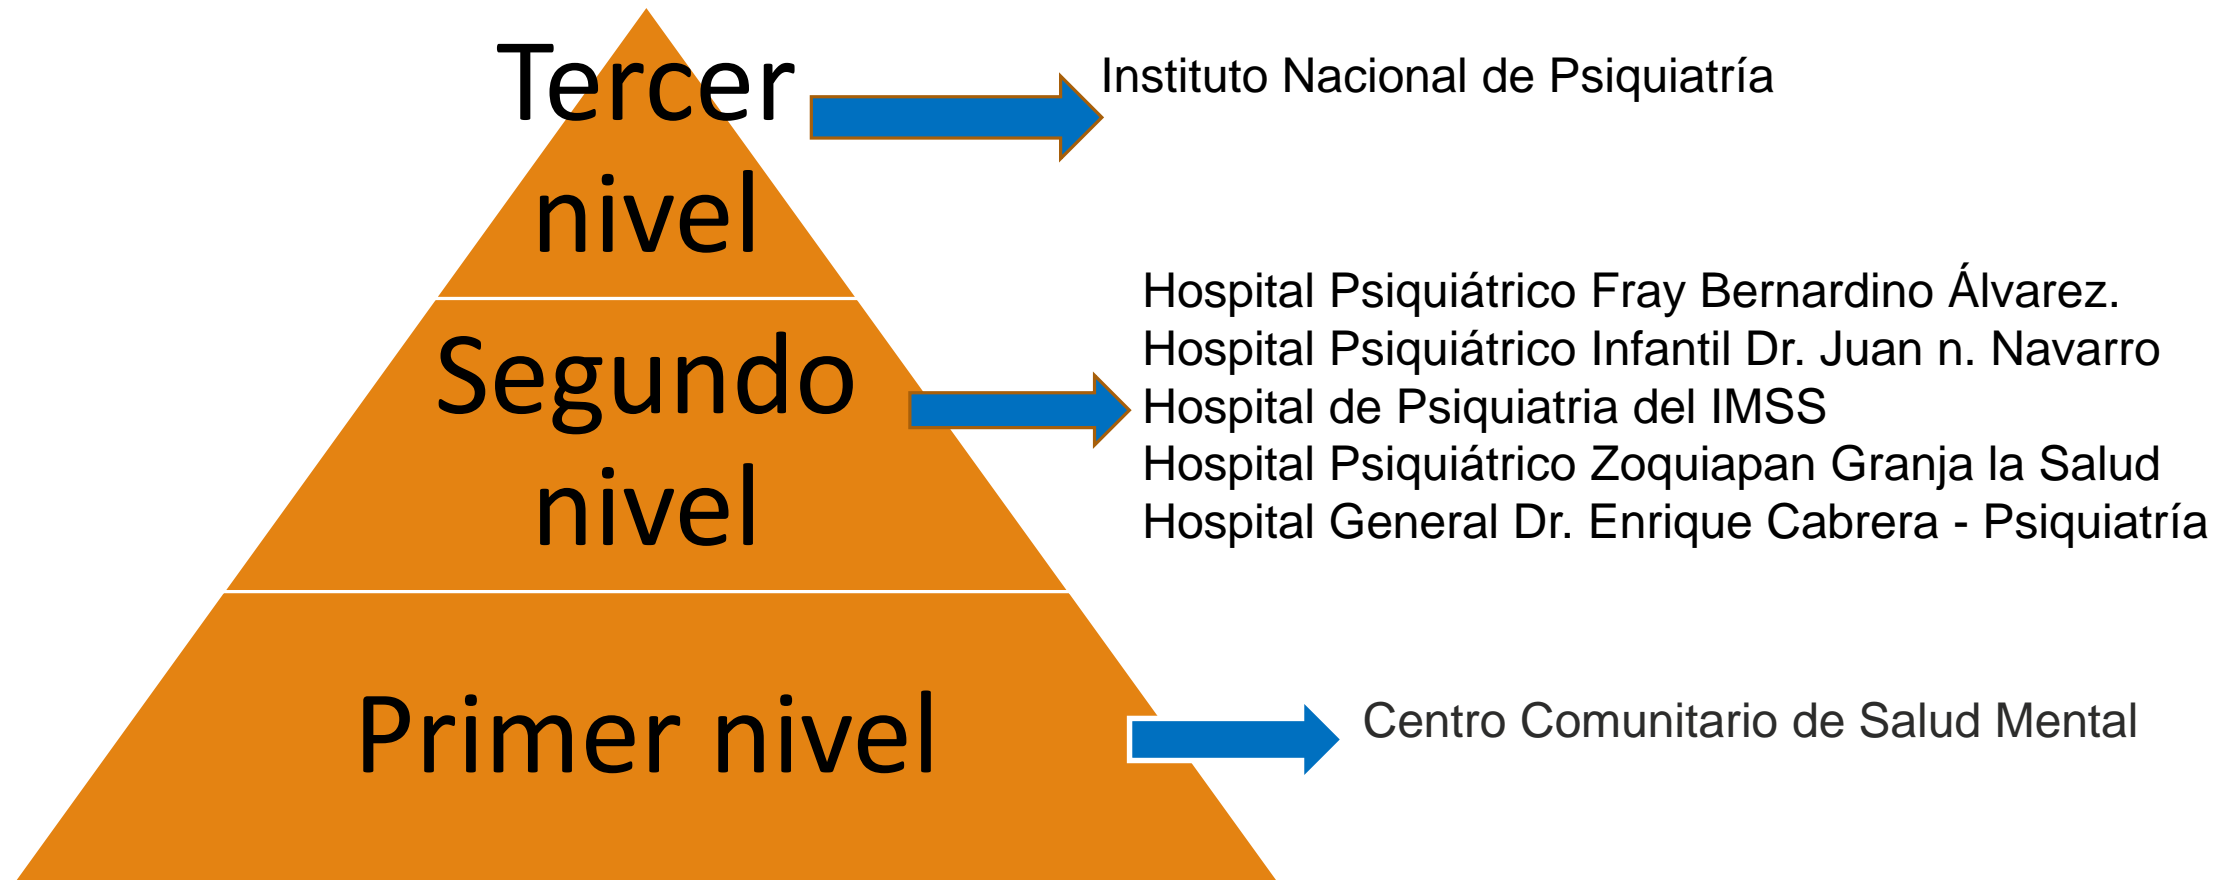 Tercer
nivel
Instituto Nacional de Psiquiatría
Segundo
nivel
Hospital Psiquiátrico Fray Bernardino Álvarez.
Hospital Psiquiátrico Infantil Dr. Juan n. Navarro
Hospital de Psiquiatria del IMSS
Hospital Psiquiátrico Zoquiapan Granja la Salud
Hospital General Dr. Enrique Cabrera - Psiquiatría
Primer nivel
Centro Comunitario de Salud Mental